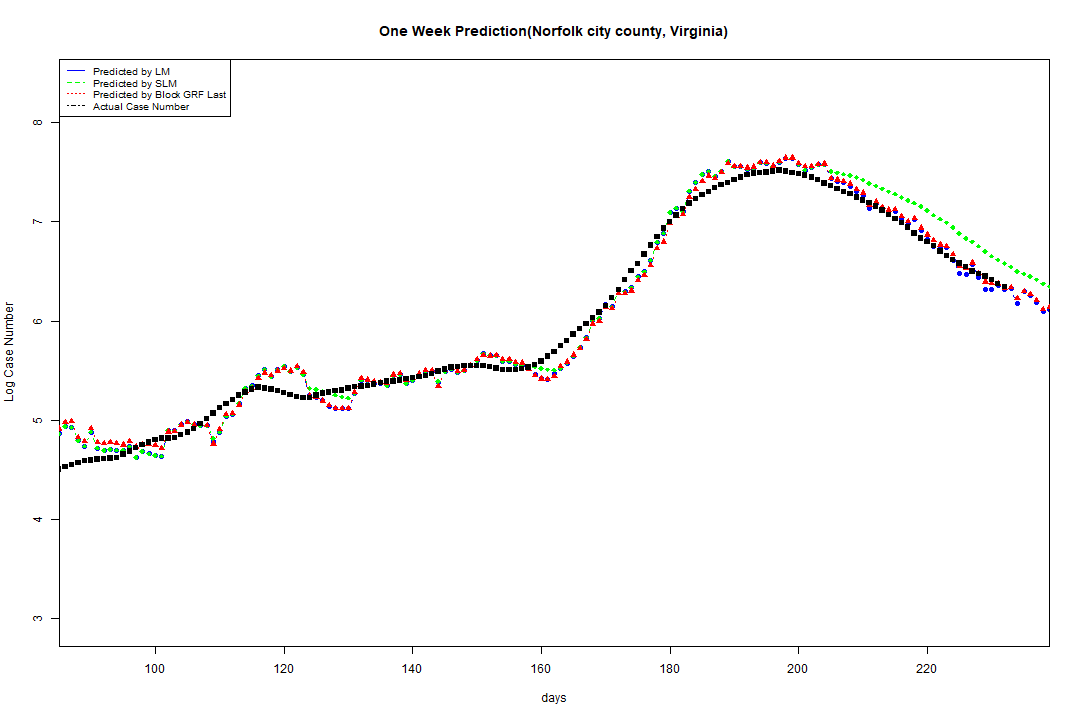 One Week Prediction(Norfolk city county, Virginia)
Predicted by LM
Predicted by SLM
Predicted by Block GRF Last
Actual Case Number
8
7
6
5
4
3
Log Case Number
100 120 140 160 180 200 220
days